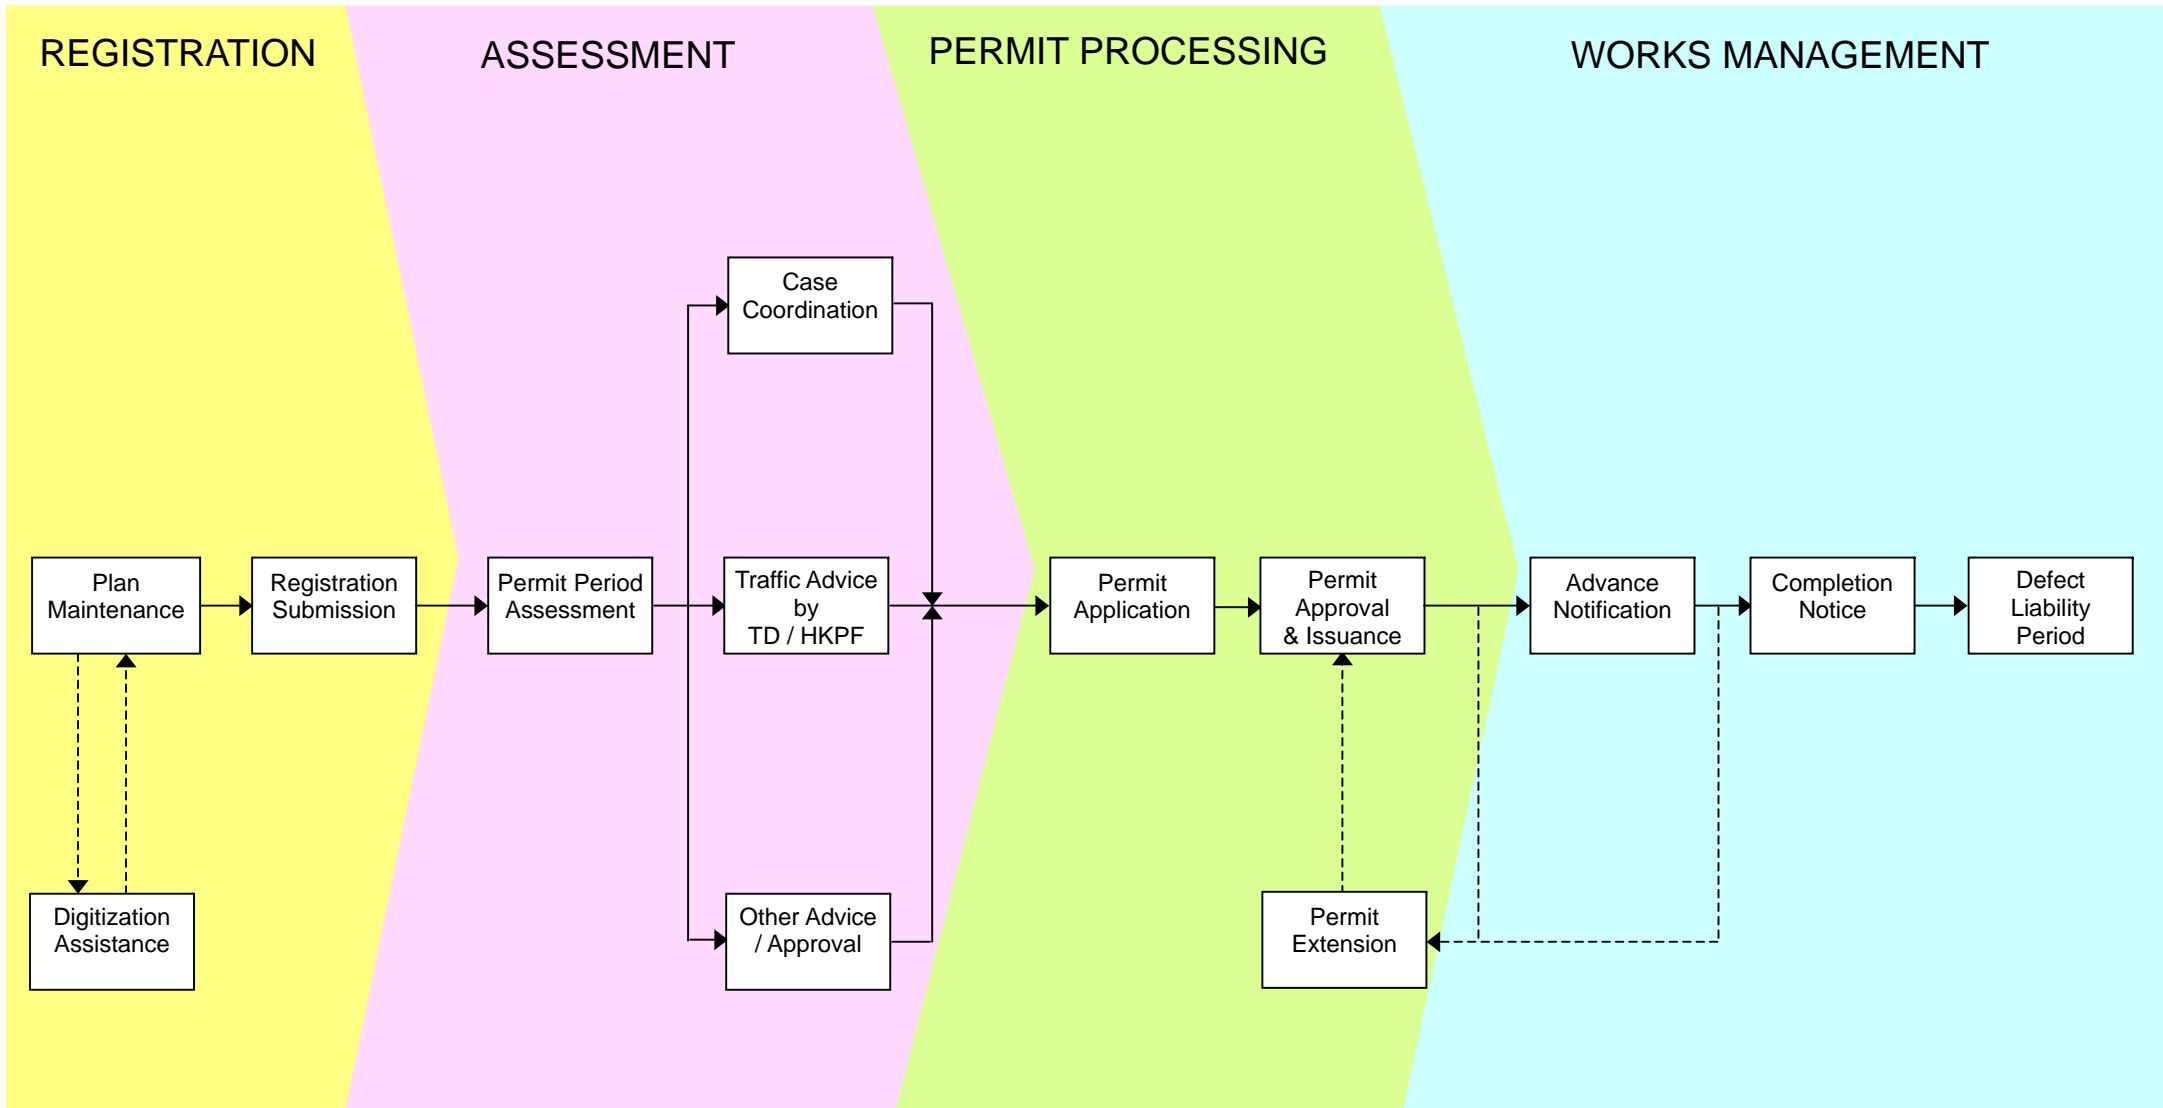 REGISTRATION
ASSESSMENT
PERMIT PROCESSING
WORKS MANAGEMENT
Case
Coordination
Plan
Maintenance
Registration
Submission
Permit Period
Assessment
Traffic Advice
by
TD / HKPF
Permit
Application
Permit
Approval
& Issuance
Advance
Notification
Completion
Notice
Defect
Liability
Period
Digitization
Assistance
Other Advice
/ Approval
Permit
Extension